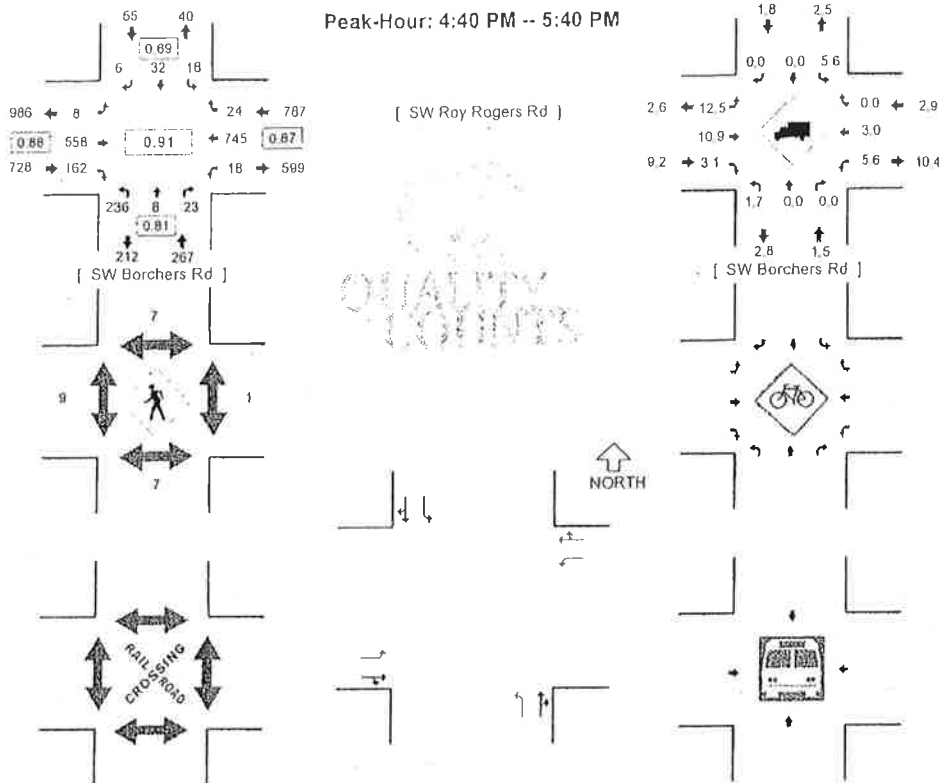 Peak-Hour: 4:40 PM -- 5:40 PM
55 40
0.69
6 32 18
986 8 24 787
0.88 558 0.91 745 0.87
728 162 18 599
236 8 23
0.81
212 267
[ SW Borchers Rd ]
[ SW Roy Rogers Rd ]
QUALITY
COUNTS
1.8 2.5
0.0 0.0 5.6
2.6 12.5 0.0 2.9
10.9 3.0
9.2 3.1 5.6 10.4
1.7 0.0 0.0
2.8 1.5
[ SW Borchers Rd ]
7
9 1
7
NORTH
RAIL ROAD
CROSSING